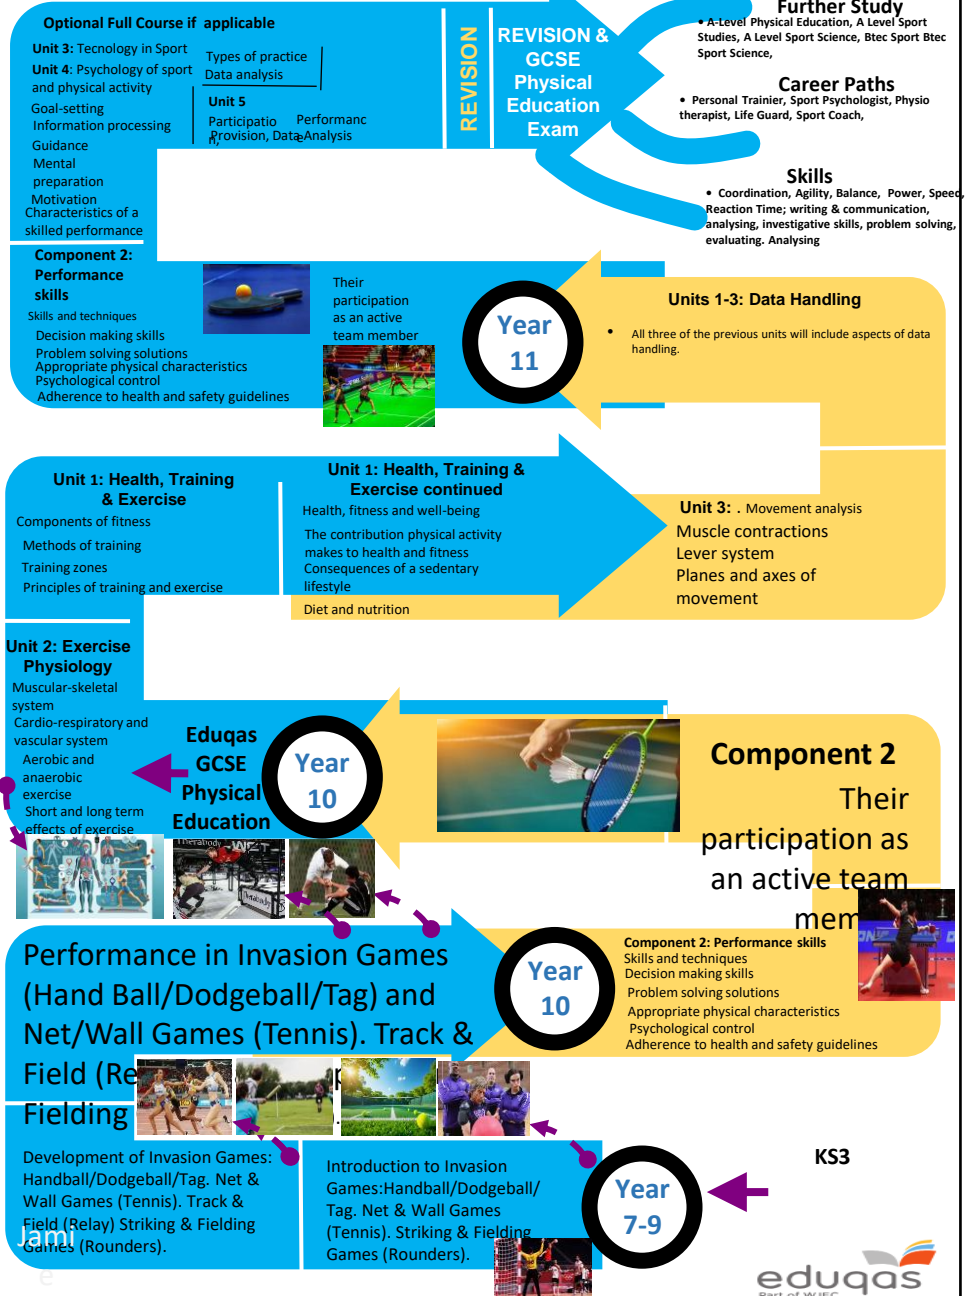 Optional Full Course if applicable
Unit 3: Tecnology in Sport
Unit 4: Psychology of sport
and physical activity
Goal-setting
Information processing
Guidance
Mental
preparation
Motivation
Characteristics of a
skilled performance
Types of practice
Data analysis
Unit 5
Participatio
n,
Performanc
e
Provision, Data Analysis
REVISION
REVISION &
GCSE
Physical
Education
Exam
Further Study
• A-Level Physical Education, A Level Sport
Studies, A Level Sport Science, Btec Sport Btec
Sport Science,
Career Paths
• Personal Trainier, Sport Psychologist, Physio
therapist, Life Guard, Sport Coach,
Skills
• Coordination, Agility, Balance, Power, Speed,
Reaction Time; writing & communication,
analysing, investigative skills, problem solving,
evaluating. Analysing
Component 2:
Performance
skills
Skills and techniques
Decision making skills
Problem solving solutions
Appropriate physical characteristics
Psychological control
Adherence to health and safety guidelines
Their
participation
as an active
team member
Year
11
Units 1-3: Data Handling
• All three of the previous units will include aspects of data
handling.
Unit 1: Health, Training
& Exercise
Components of fitness
Methods of training
Training zones
Principles of training and exercise
Unit 1: Health, Training &
Exercise continued
Health, fitness and well-being
The contribution physical activity
makes to health and fitness
Consequences of a sedentary
lifestyle
Diet and nutrition
Unit 3: . Movement analysis
Muscle contractions
Lever system
Planes and axes of
movement
Unit 2: Exercise
Physiology
Muscular-skeletal
system
Cardio-respiratory and
vascular system
Aerobic and
anaerobic
exercise
Short and long term
effects of exercise
Eduqas
GCSE
Physical
Education
Year
10
Component 2
Their
participation as
an active team
Therabody
Therabody
Performance in Invasion Games
(Hand Ball/Dodgeball/Tag) and
Net/Wall Games (Tennis). Track &
Field
Fielding
Year
10
Component 2: Performance skills
Skills and techniques
Decision making skills
Problem solving solutions
Appropriate physical characteristics
Psychological control
Adherence to health and safety guidelines
Development of Invasion Games:
Handball/Dodgeball/Tag. Net &
Wall Games (Tennis). Track &
Field (Relay) Striking & Fielding
Games (Rounders).
Jami
e
Introduction to Invasion
Games:Handball/Dodgeball/
Tag. Net & Wall Games
(Tennis). Striking & Fielding
Games (Rounders).
Year
7-9
KS3
eduqas
Part of WJEC